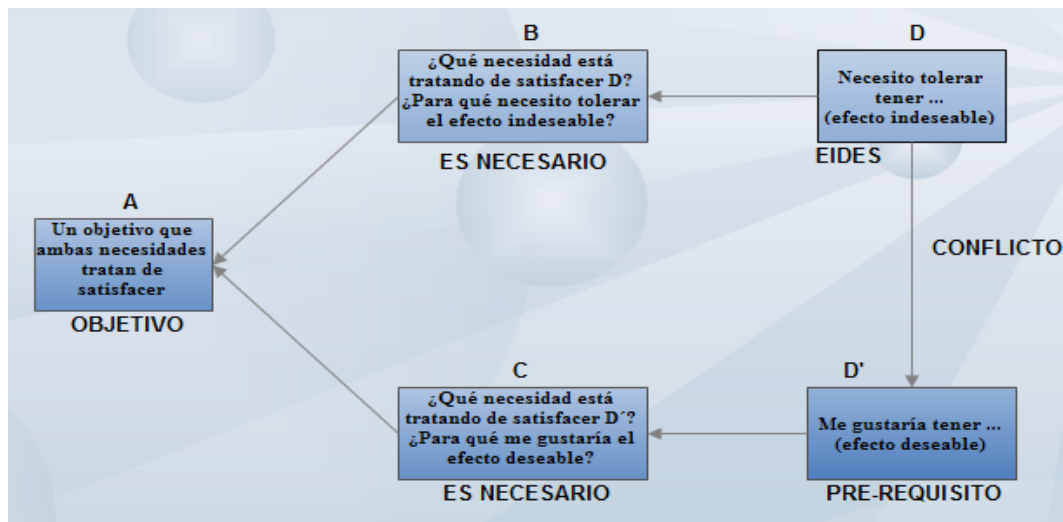 B
¿Qué necesidad está
tratando de satisfacer D?
¿Para qué necesito tolerar
el efecto indeseable?
ES NECESARIO
D
Necesito tolerar
tener ...
(efecto indeseable)
EIDES
A
Un objetivo que
ambas necesidades
tratan de
satisfacer
OBJETIVO
CONFLICTO
C
¿Qué necesidad está
tratando de satisfacer D´?
¿Para qué me gustaría el
efecto deseable?
ES NECESARIO
D'
Me gustaría tener ...
(efecto deseable)
PRE-REQUISITO